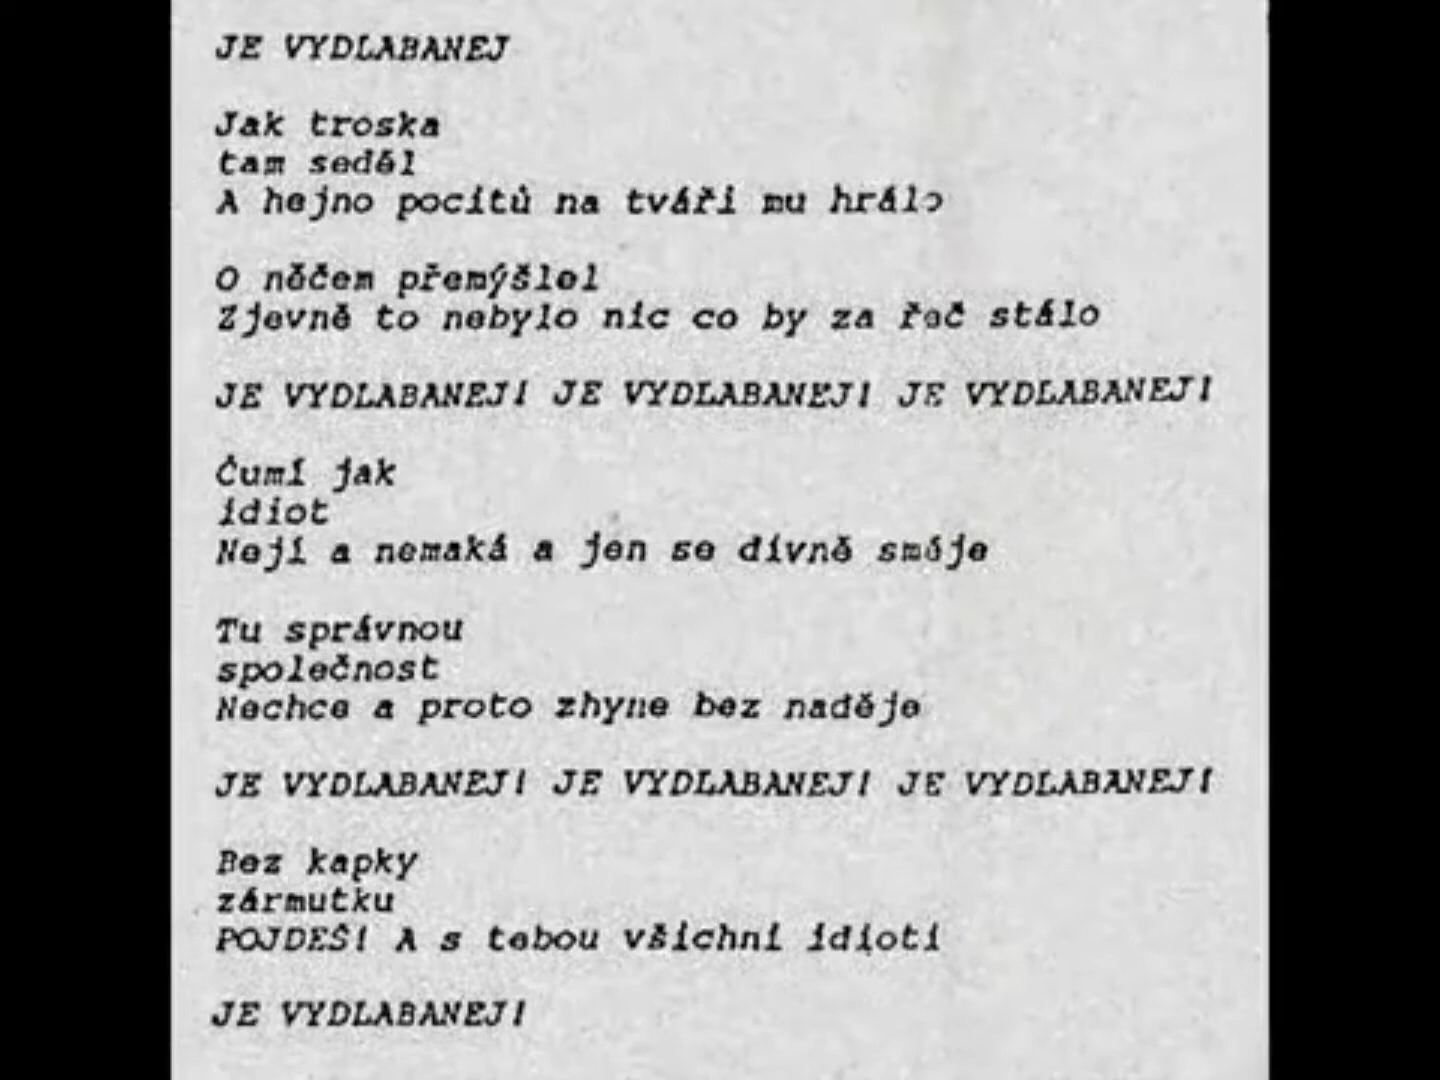 JE VYDLABANEJ
Jak troska
tam seděl
A hejno pocitů na tváři mu hrálo
O něčem přemýšlel
Zjevně to nebylo nic co by za řeč stálo
JE VYDLABANEJ! JE VYDLABANEJ! JE VYDLABANEJ!
Čumí jak
idiot
Nejí a nemaká a jen se divně směje
Tu správnou
společnost
Nechce a proto zhyne bez naděje
JE VYDLABANEJ! JE VYDLABANEJ! JE VYDLABANEJ!
Bez kapky
zármutku
POJDEŠ! A s tebou všichni idioti
JE VYDLABANEJ!